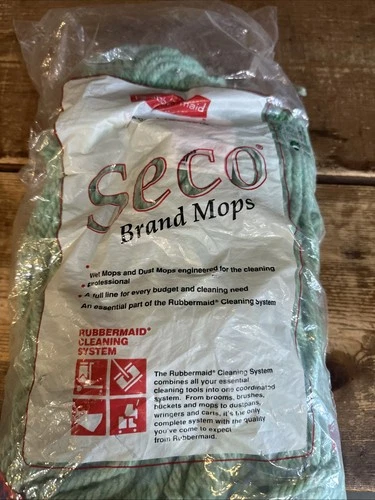 Seco®
Brand Mops
• Wet Mops and Dust Mops engineered for the cleaning
professional
• A full line for every budget and cleaning need
An essential part of the Rubbermaid® Cleaning System
RUBBERMAID®
CLEANING
SYSTEM
The Rubbermaid® Cleaning System
combines all your essential
cleaning tools into one coordinated
system. From brooms, brushes,
buckets and mops to dustpans,
wringers and carts, it's the only
complete system with the quality
you've come to expect
from Rubbermaid.